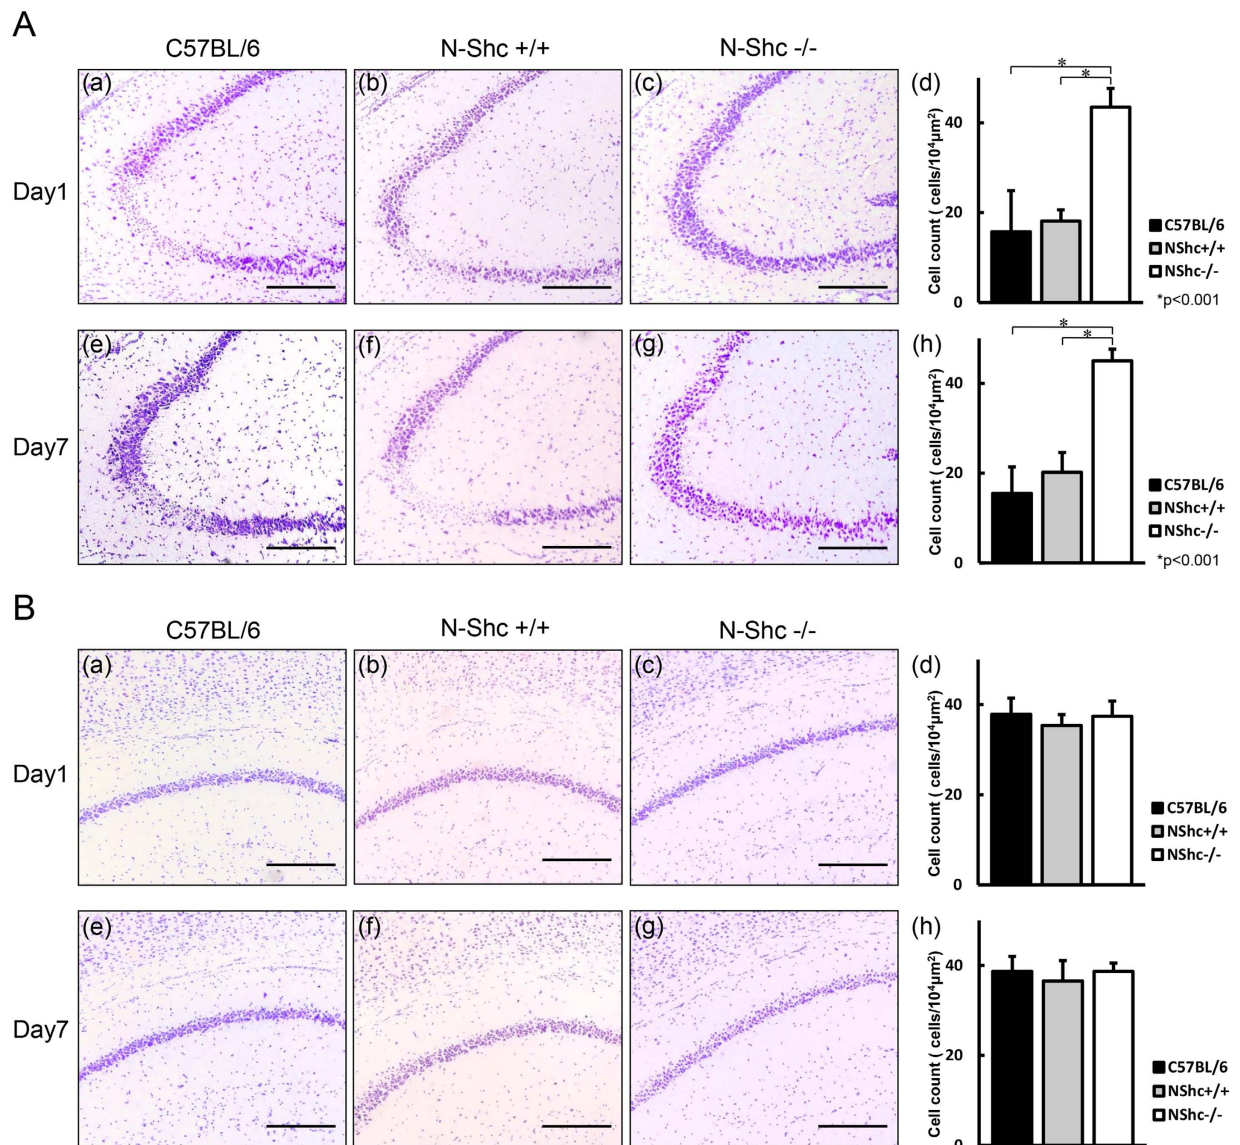 A
C57BL/6 N-Shc +/+ N-Shc -/-
(a) (b) (c) (d)
Day1
Cell count ( cells/10⁴µm²)
40
20
0
* *
C57BL/6
NShc+/+
NShc-/-
*p<0.001
(e) (f) (g) (h)
Day7
Cell count ( cells/10⁴µm²)
40
20
0
* *
C57BL/6
NShc+/+
NShc-/-
*p<0.001
B
C57BL/6 N-Shc +/+ N-Shc -/-
(a) (b) (c) (d)
Day1
Cell count ( cells/10⁴µm²)
40
20
0
C57BL/6
NShc+/+
NShc-/-
(e) (f) (g) (h)
Day7
Cell count ( cells/10⁴µm²)
40
20
0
C57BL/6
NShc+/+
NShc-/-